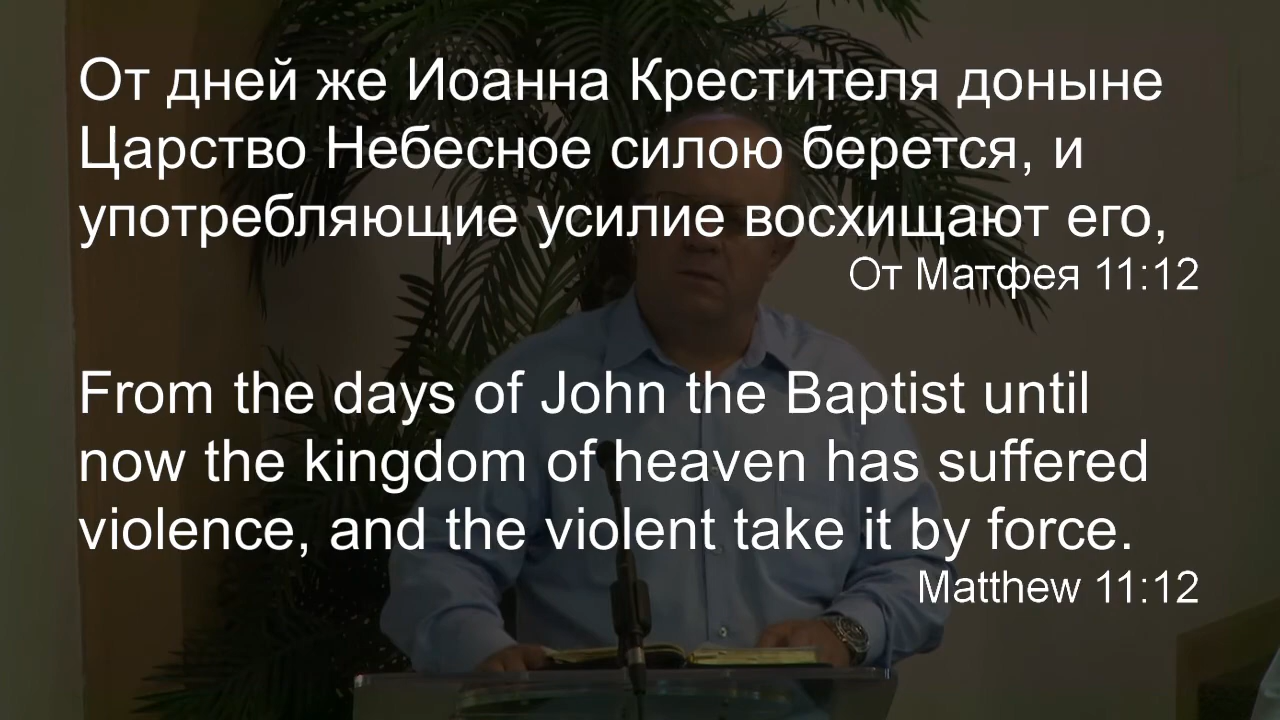 От дней же Иоанна Крестителя доныне
Царство Небесное силою берется, и
употребляющие усилие восхищают его,
От Матфея 11:12
From the days of John the Baptist until
now the kingdom of heaven has suffered
violence, and the violent take it by force.
Matthew 11:12